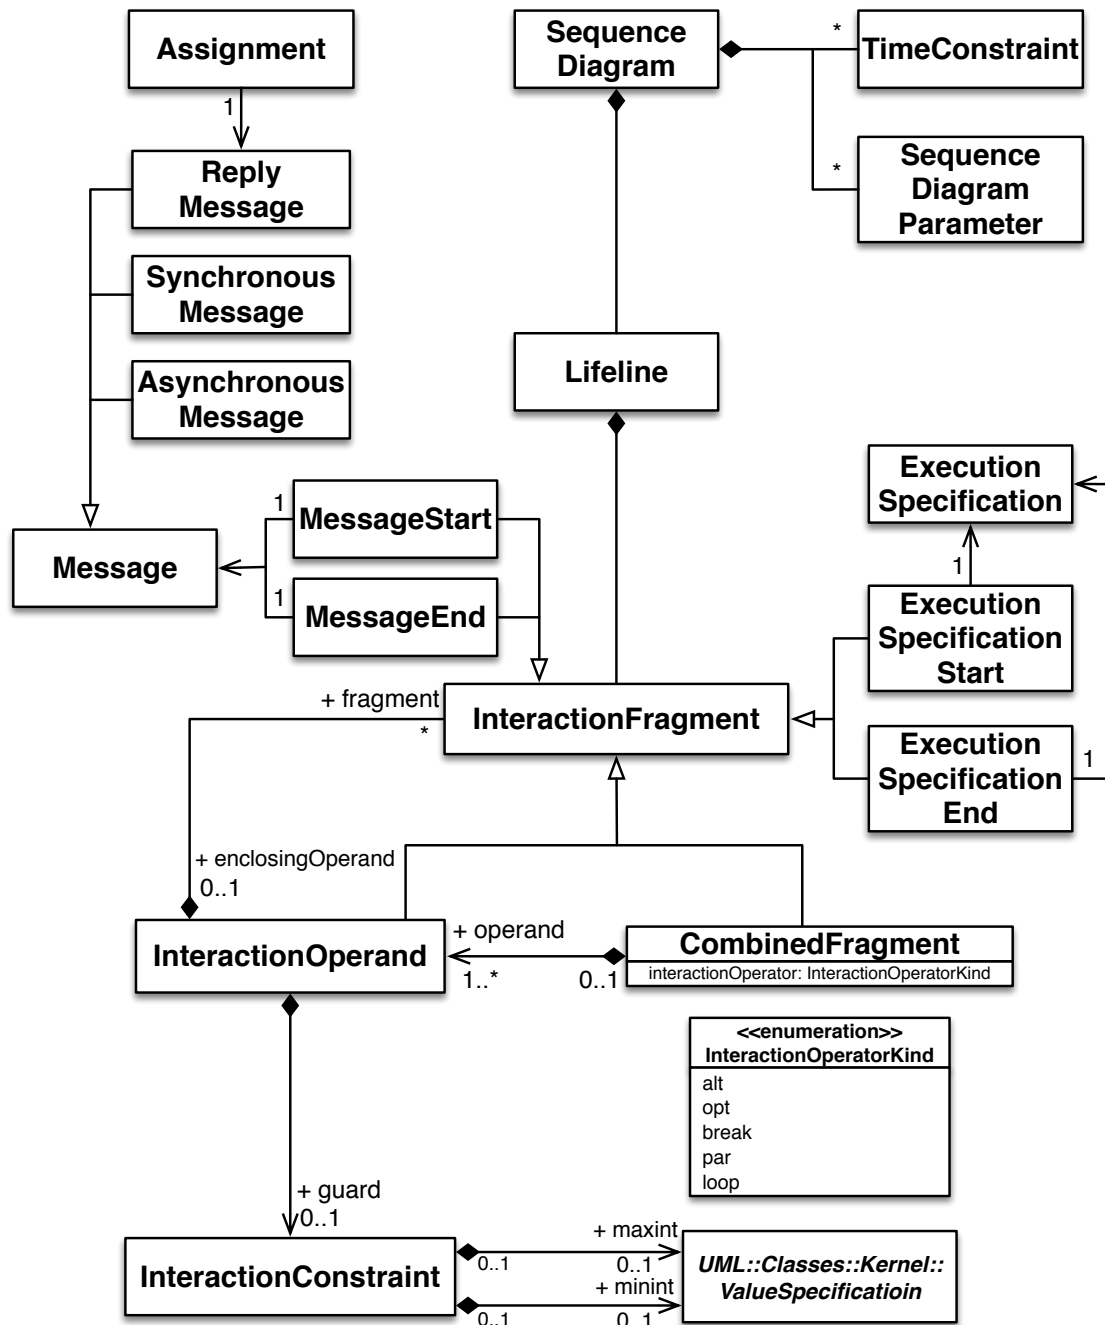 Assignment
Sequence
Diagram
*
TimeConstraint
1
Reply
Message
*
Sequence
Diagram
Parameter
Synchronous
Message
Lifeline
Asynchronous
Message
Execution
Specification
1
MessageStart
Message
1
MessageEnd
1
Execution
Specification
Start
+ fragment
*
InteractionFragment
Execution
Specification
End
1
+ enclosingOperand
0..1
InteractionOperand
+ operand
1..*
0..1
CombinedFragment
interactionOperator: InteractionOperatorKind
<<enumeration>>
InteractionOperatorKind
alt
opt
break
par
loop
+ guard
0..1
InteractionConstraint
+ maxint
0..1
0..1
+ minint
0..1
0..1
UML::Classes::Kernel::
ValueSpecificatioin